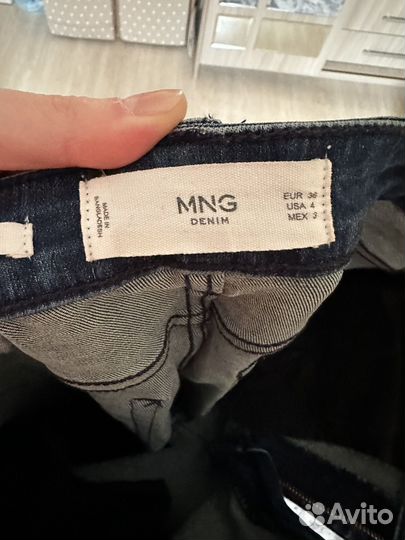 MADE IN
BANGLADESH
MNG
DENIM
EUR 36
USA 4
MEX 3
Avito